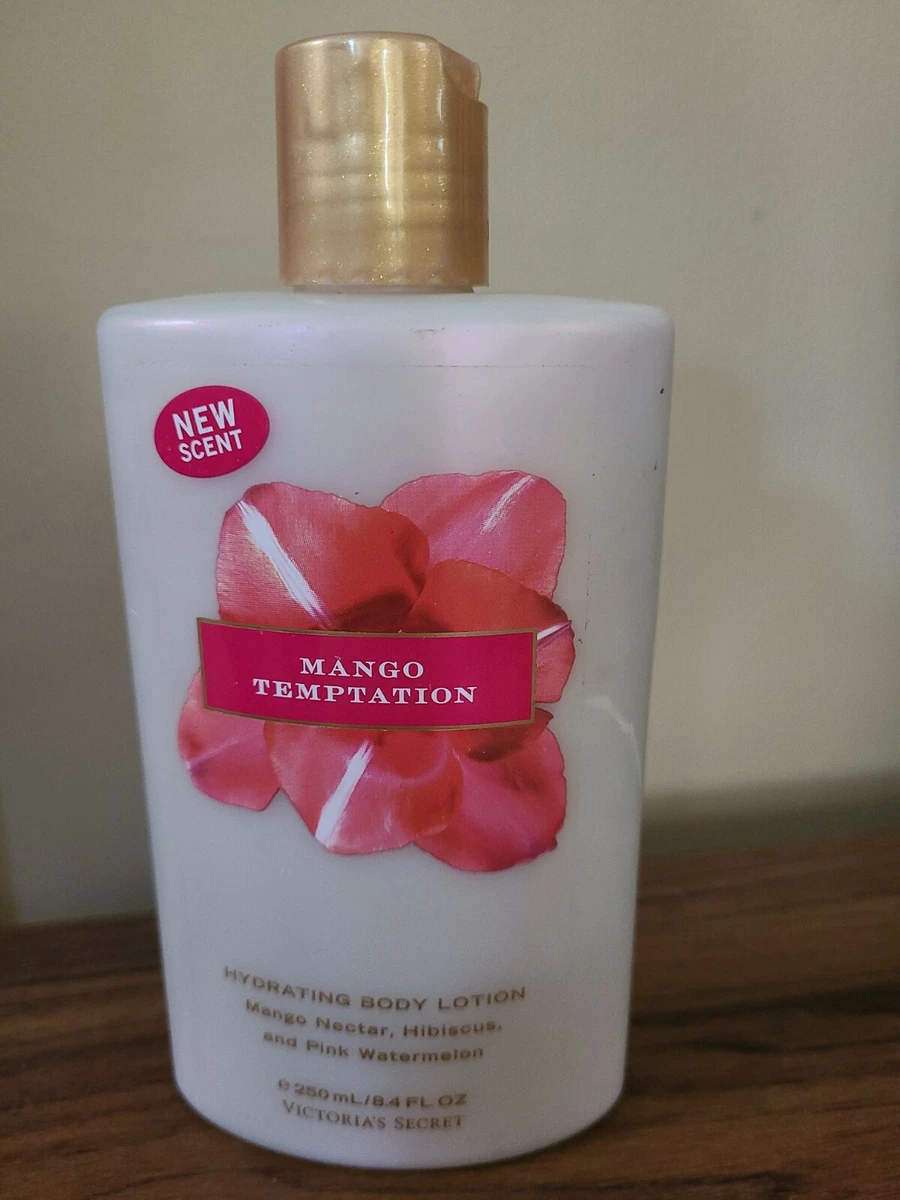 NEW
SCENT
MANGO
TEMPTATION
HYDRATING BODY LOTION
Mango Nectar, Hibiscus,
and Pink Watermelon
℮ 250 mL/8.4 FL OZ
VICTORIA'S SECRET